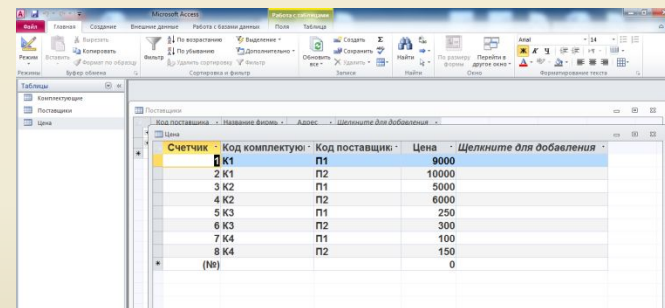 Microsoft Access
Работа с таблицами
Файл Главная Создание Внешние данные Работа с базами данных Поля Таблица
Режим
Вставить
Вырезать
Копировать
Формат по образцу
Фильтр
По возрастанию
По убыванию
Удалить сортировку
Выделение
Дополнительно
Фильтр
Обновить все
Создать
Сохранить
Удалить
Найти
По размеру формы
Перейти в другое окно
Arial 14
Ж К Ч
Режимы Буфер обмена Сортировка и фильтр Записи Найти Окно Форматирование текста
Таблицы
Комплектующие
Поставщики
Цена
Поставщики
Код поставщика Название фирмы Адрес Щелкните для добавления
Цена
Счетчик Код комплектую Код поставщик Цена Щелкните для добавления
1 К1 П1 9000
2 К1 П2 10000
3 К2 П1 5000
4 К2 П2 6000
5 К3 П1 250
6 К3 П2 300
7 К4 П1 100
8 К4 П2 150
* (№) 0